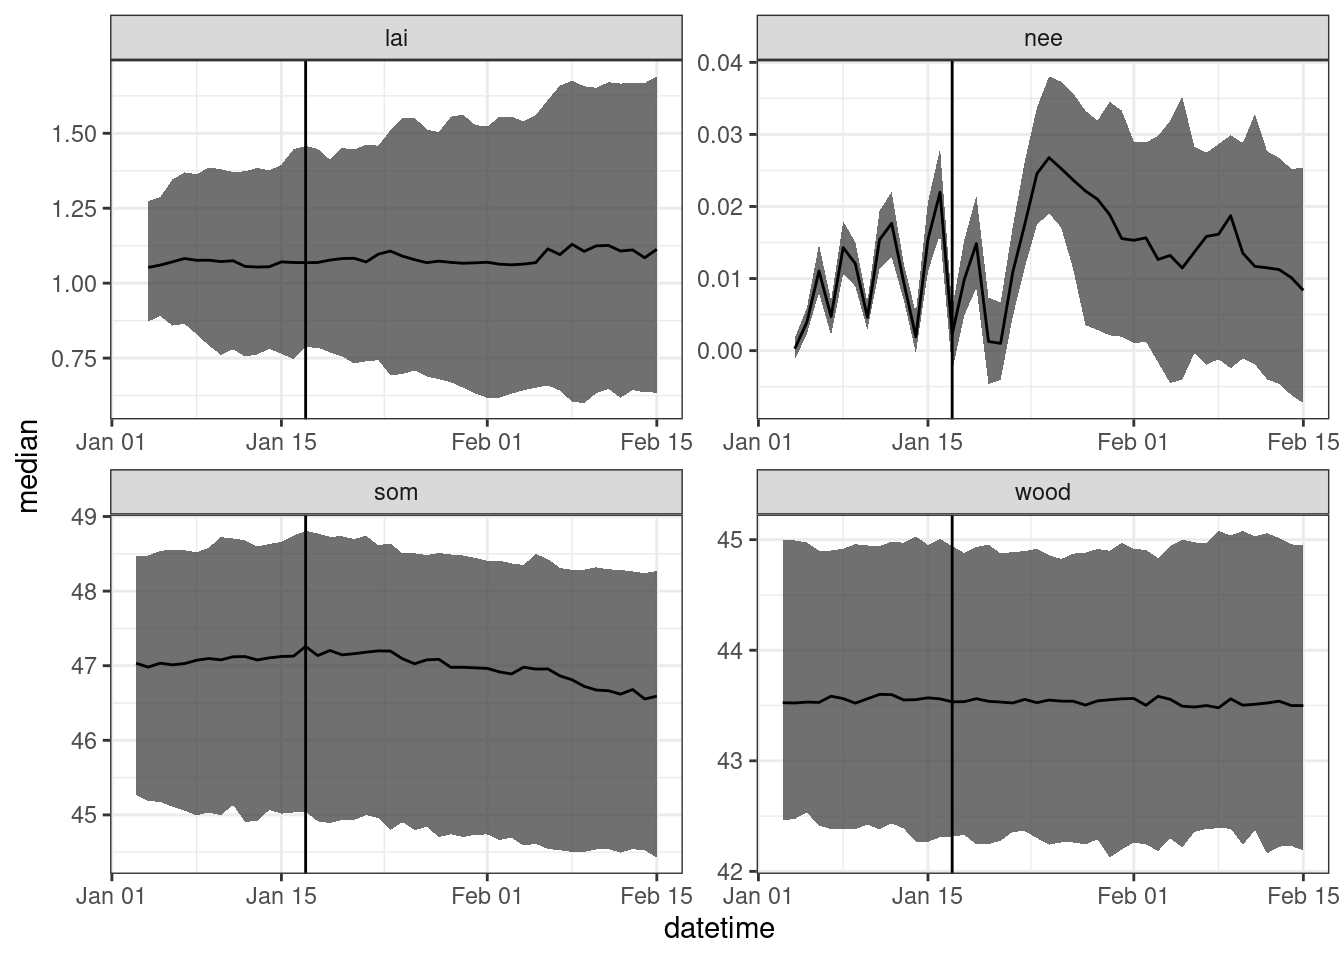 lai
nee
1.50
1.25
1.00
0.75
0.04
0.03
0.02
0.01
0.00
Jan 01 Jan 15 Feb 01 Feb 15
Jan 01 Jan 15 Feb 01 Feb 15
median
som
wood
49
48
47
46
45
45
44
43
42
Jan 01 Jan 15 Feb 01 Feb 15
Jan 01 Jan 15 Feb 01 Feb 15
datetime